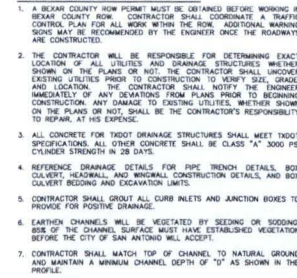 1. A BEXAR COUNTY ROW PERMIT MUST BE OBTAINED BEFORE WORKING IN
BEXAR COUNTY ROW. CONTRACTOR SHALL COORDINATE A TRAFFIC
CONTROL PLAN FOR ALL WORK WITHIN THE ROW. ADDITIONAL WARNING
SIGNS MAY BE RECOMMENDED BY THE ENGINEER ONCE THE ROADWAYS
ARE CONSTRUCTED.
2. THE CONTRACTOR WILL BE RESPONSIBLE FOR DETERMINING EXACT
LOCATION OF ALL UTILITIES AND DRAINAGE STRUCTURES WHETHER
SHOWN ON THE PLANS OR NOT. THE CONTRACTOR SHALL UNCOVER
EXISTING UTILITIES PRIOR TO CONSTRUCTION TO VERIFY SIZE, GRADE
AND LOCATION. THE CONTRACTOR SHALL NOTIFY THE ENGINEER
IMMEDIATELY OF ANY DEVIATIONS FROM PLANS PRIOR TO BEGINNING
CONSTRUCTION. ANY DAMAGE TO EXISTING UTILITIES, WHETHER SHOWN
ON THE PLANS OR NOT, SHALL BE THE CONTRACTOR'S RESPONSIBILITY
TO REPAIR, AT HIS EXPENSE.
3. ALL CONCRETE FOR TXDOT DRAINAGE STRUCTURES SHALL MEET TXDOT
SPECIFICATIONS. ALL OTHER CONCRETE SHALL BE CLASS "A" 3000 PSI
CYLINDER STRENGTH IN 28 DAYS.
4. REFERENCE DRAINAGE DETAILS FOR PIPE TRENCH DETAILS, BOX
CULVERT, HEADWALL, AND WINGWALL CONSTRUCTION DETAILS, AND BOX
CULVERT BEDDING AND EXCAVATION LIMITS.
5. CONTRACTOR SHALL GROUT ALL CURB INLETS AND JUNCTION BOXES TO
PROVIDE FOR POSITIVE DRAINAGE.
6. EARTHEN CHANNELS WILL BE VEGETATED BY SEEDING OR SODDING.
85% OF THE CHANNEL SURFACE MUST HAVE ESTABLISHED VEGETATION
BEFORE THE CITY OF SAN ANTONIO WILL ACCEPT.
7. CONTRACTOR SHALL MATCH TOP OF CHANNEL TO NATURAL GROUND
AND MAINTAIN A MINIMUM CHANNEL DEPTH OF "D" AS SHOWN IN THE
PROFILE.